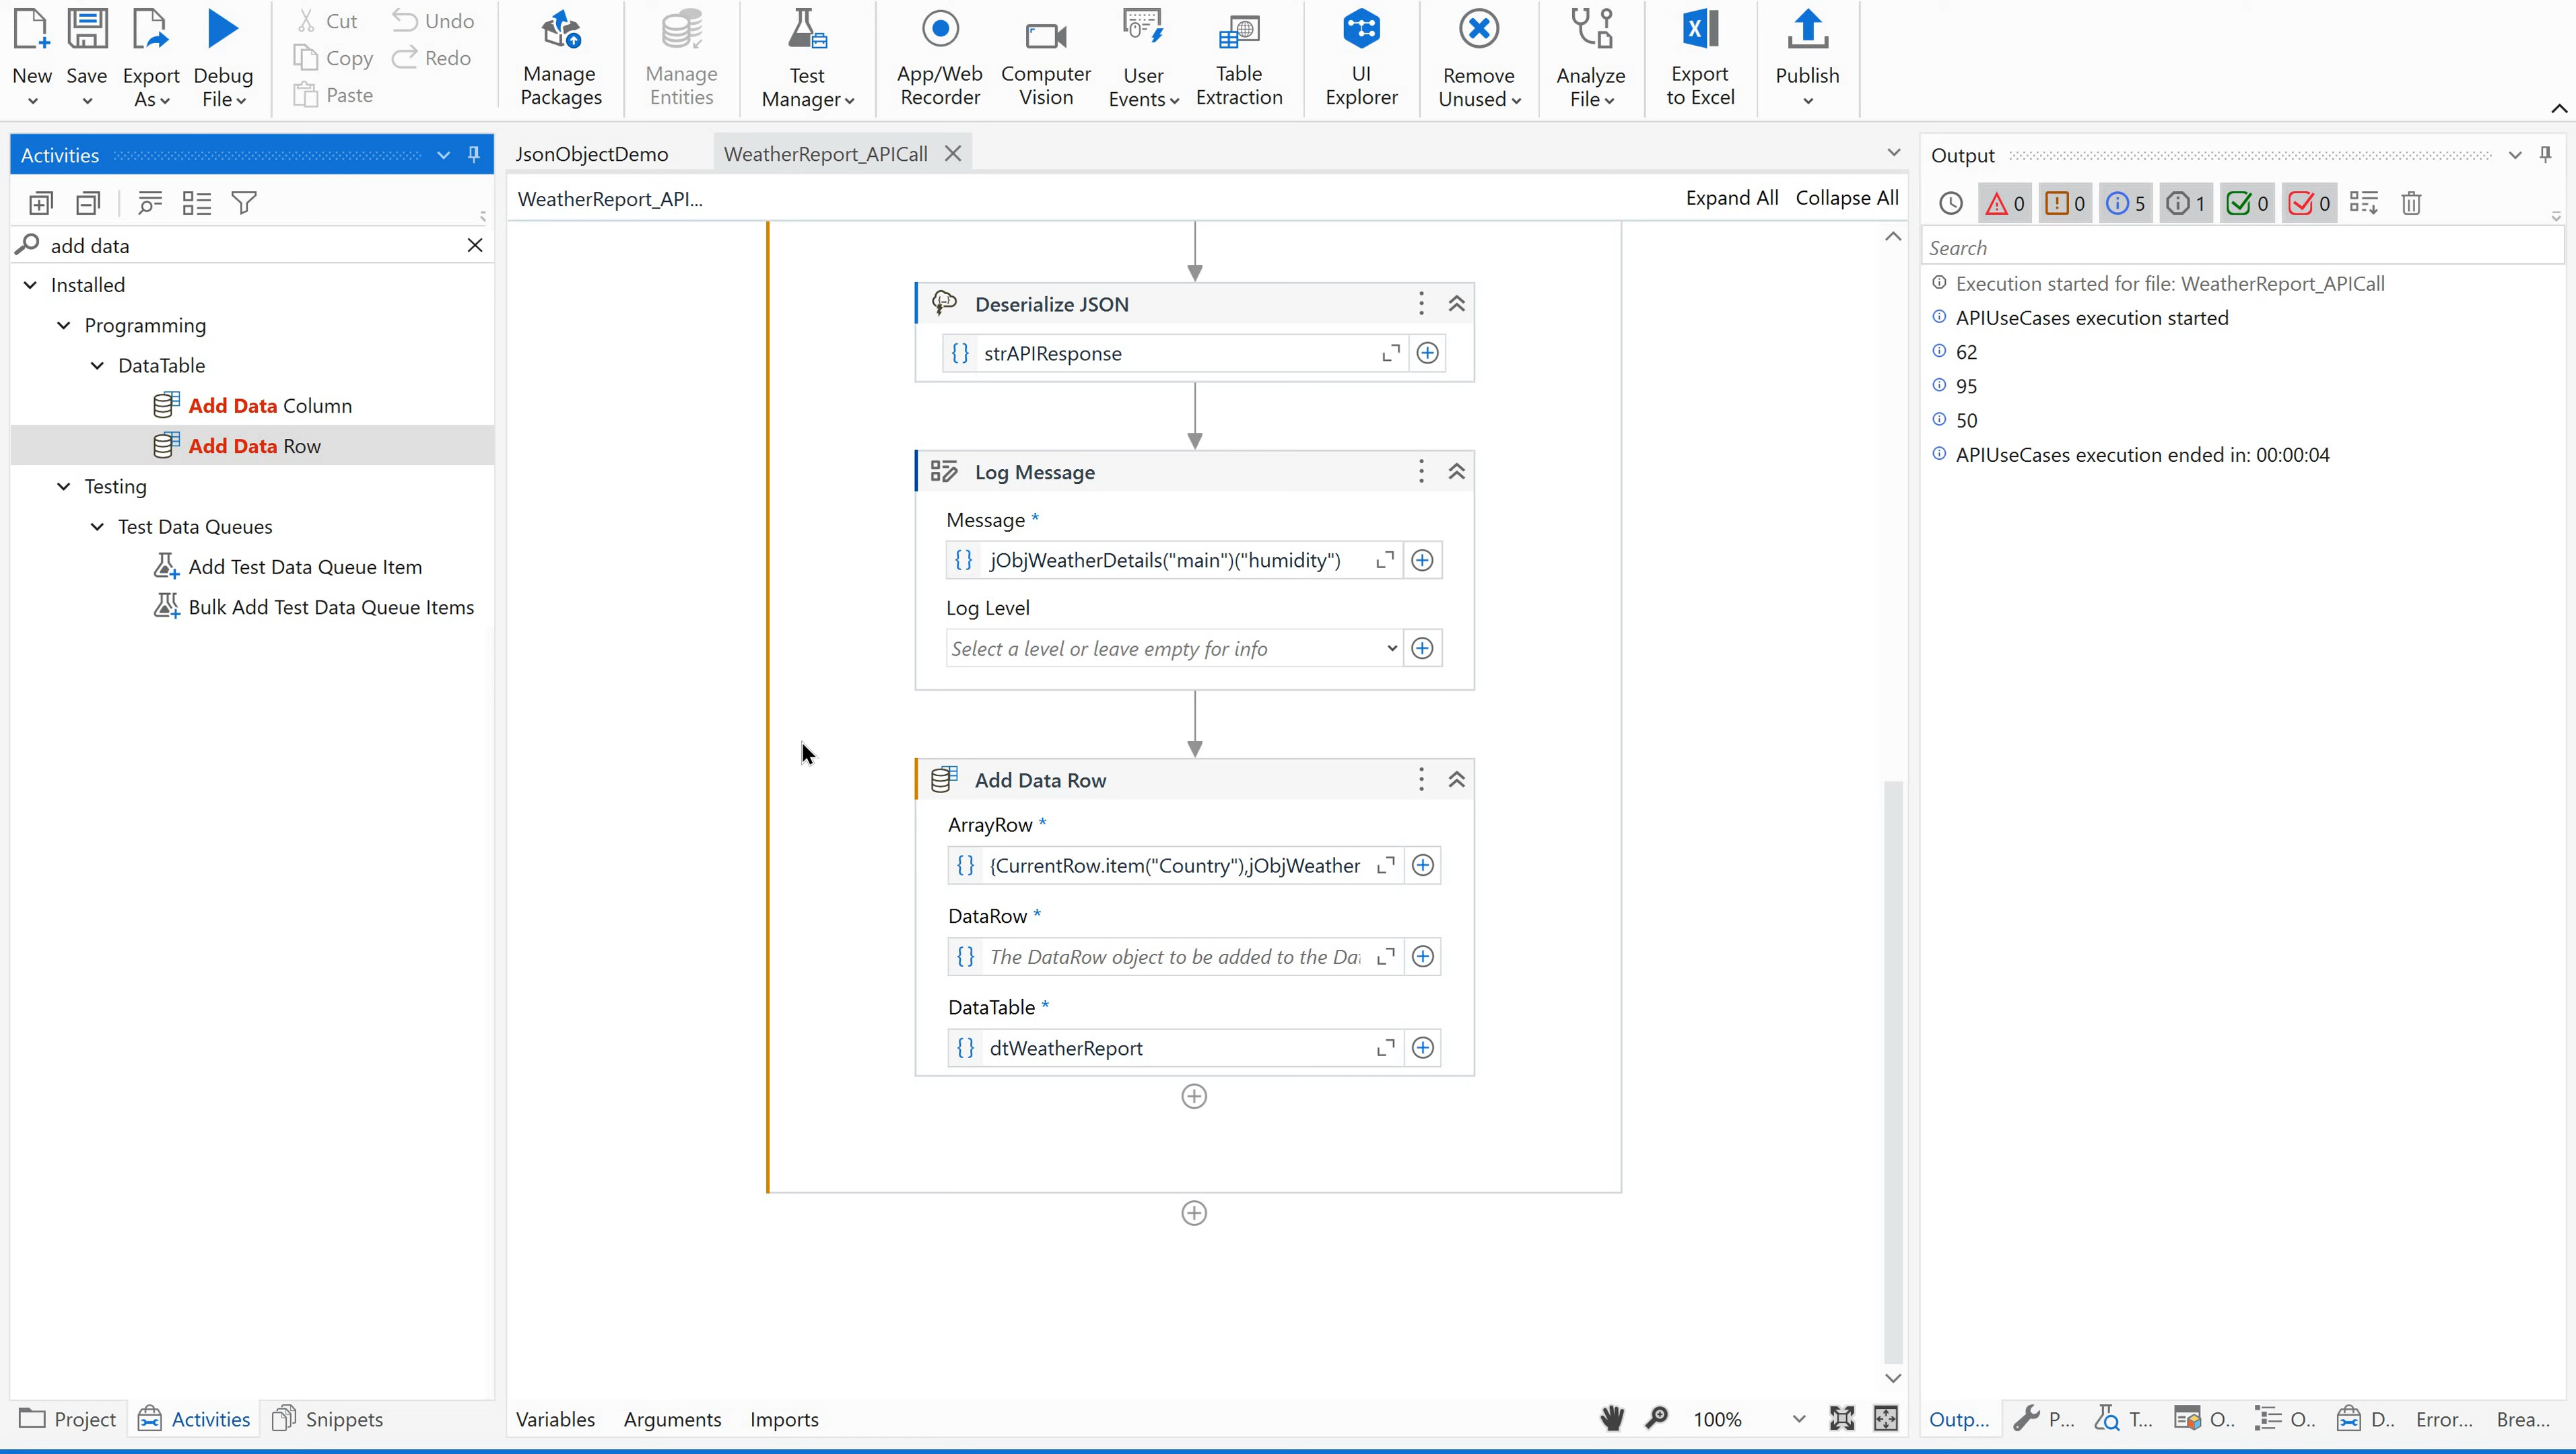 New
Save
Export As
Debug File
Cut
Copy
Paste
Undo
Redo
Manage Packages
Manage Entities
Test Manager
App/Web Recorder
Computer Vision
User Events
Table Extraction
UI Explorer
Remove Unused
Analyze File
Export to Excel
Publish
Activities
add data
Installed
Programming
DataTable
Add Data Column
Add Data Row
Testing
Test Data Queues
Add Test Data Queue Item
Bulk Add Test Data Queue Items
Project
Activities
Snippets
JsonObjectDemo
WeatherReport_APICall
WeatherReport_API...
Expand All
Collapse All
Deserialize JSON
{} strAPIResponse
Log Message
Message *
{} jObjWeatherDetails("main")("humidity")
Log Level
Select a level or leave empty for info
Add Data Row
ArrayRow *
{} {CurrentRow.item("Country"),jObjWeather
DataRow *
{} The DataRow object to be added to the Da
DataTable *
{} dtWeatherReport
Variables
Arguments
Imports
100%
Output
0
0
5
1
0
0
Search
Execution started for file: WeatherReport_APICall
APIUseCases execution started
62
95
50
APIUseCases execution ended in: 00:00:04
Outp...
P...
T...
O..
O..
D..
Error...
Brea...